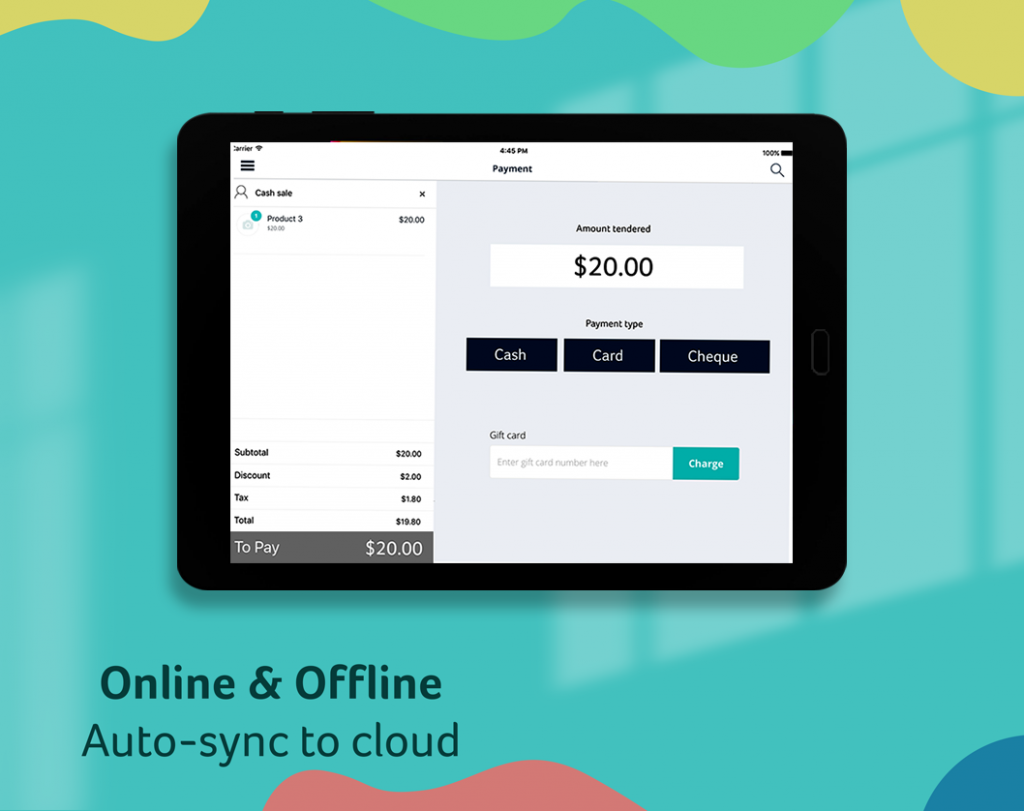 Carrier
4:45 PM
100%
Payment
Cash sale ×
1
Product 3 $20.00
$20.00
Subtotal $20.00
Discount $2.00
Tax $1.80
Total $19.80
To Pay $20.00
Amount tendered
$20.00
Payment type
Cash Card Cheque
Gift card
Enter gift card number here Charge
Online & Offline
Auto-sync to cloud